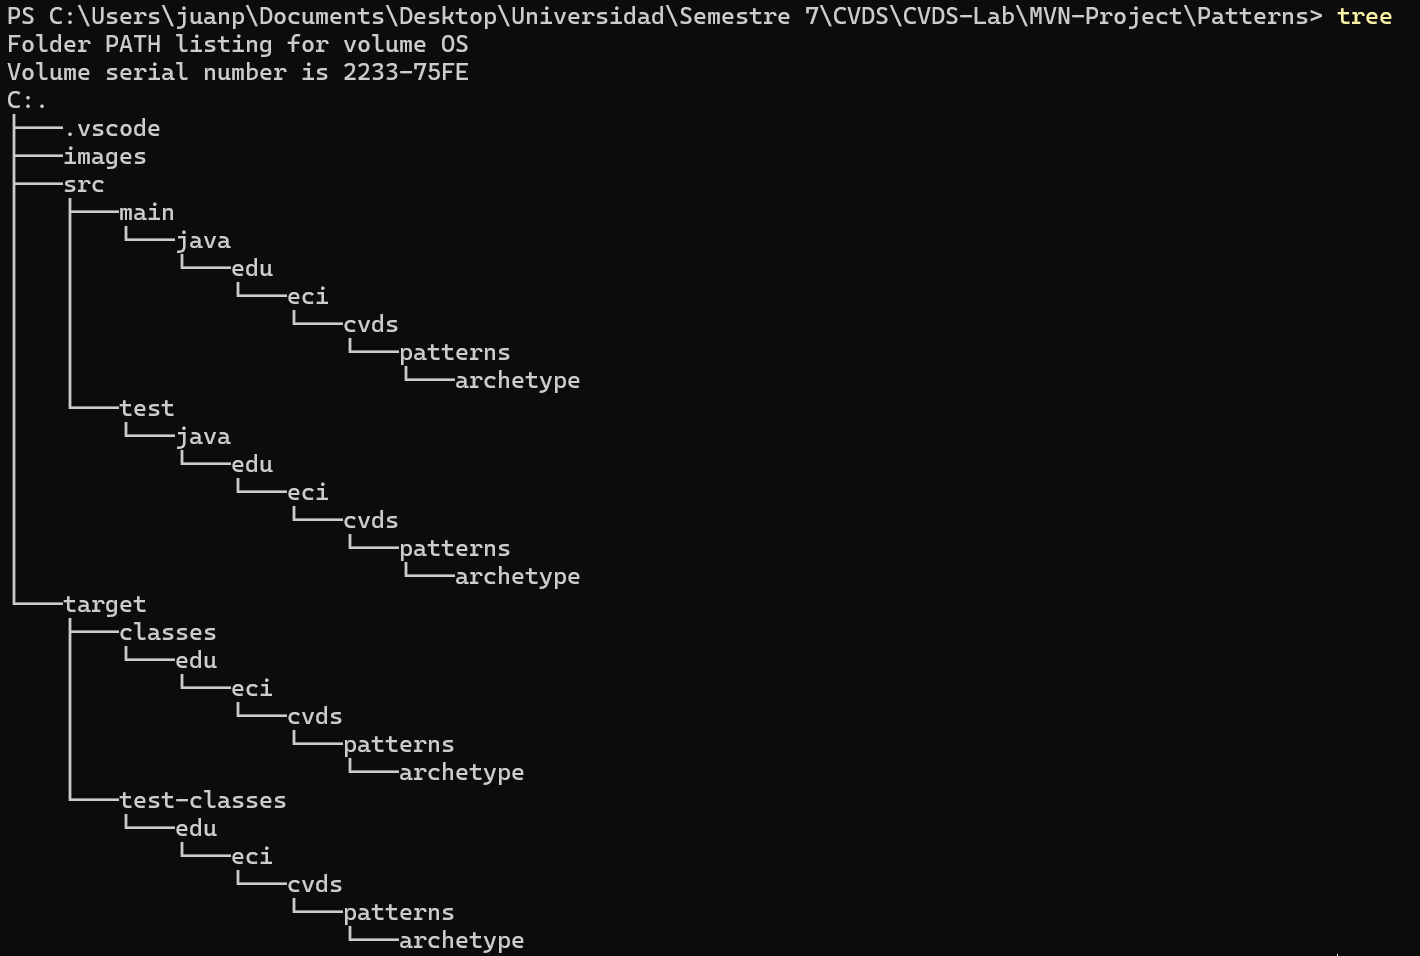 PS C:\Users\juanp\Documents\Desktop\Universidad\Semestre 7\CVDS\CVDS-Lab\MVN-Project\Patterns> tree
Folder PATH listing for volume OS
Volume serial number is 2233-75FE
C:.
├───.vscode
├───images
├───src
│   ├───main
│   │   └───java
│   │       └───edu
│   │           └───eci
│   │               └───cvds
│   │                   └───patterns
│   │                       └───archetype
│   └───test
│       └───java
│           └───edu
│               └───eci
│                   └───cvds
│                       └───patterns
│                           └───archetype
└───target
    ├───classes
    │   └───edu
    │       └───eci
    │           └───cvds
    │               └───patterns
    │                   └───archetype
    └───test-classes
        └───edu
            └───eci
                └───cvds
                    └───patterns
                        └───archetype